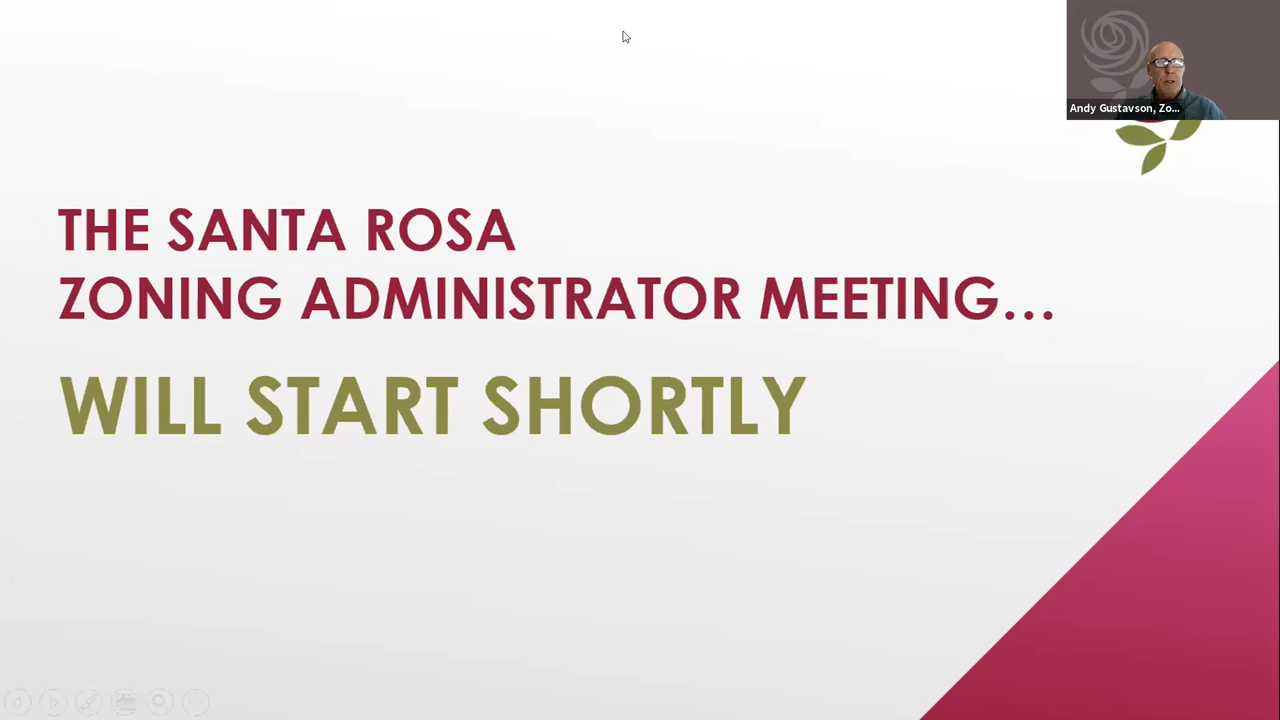 Andy Gustavson, Zo...
THE SANTA ROSA
ZONING ADMINISTRATOR MEETING...
WILL START SHORTLY